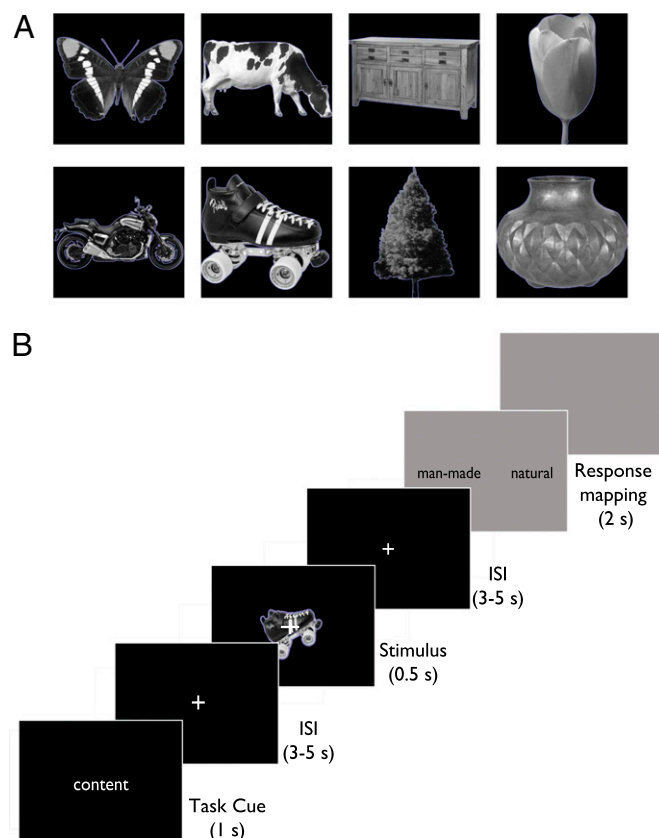 A
B
man-made natural
Response
mapping
(2 s)
ISI
(3-5 s)
Stimulus
(0.5 s)
ISI
(3-5 s)
content
Task Cue
(1 s)